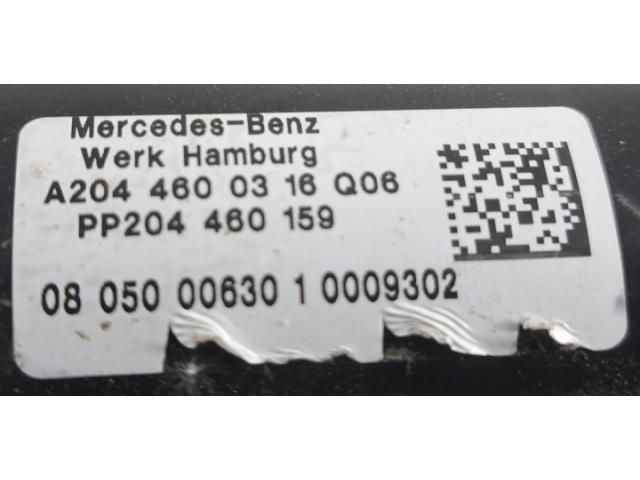 Mercedes-Benz
Werk Hamburg
A204 460 03 16 Q06
PP204 460 159
08 050 00630 1 0009302